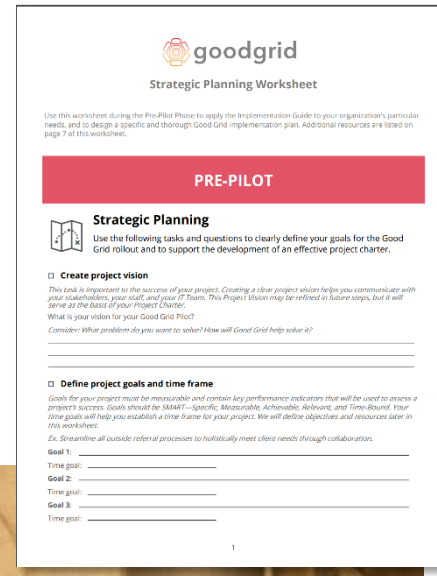 goodgrid
Strategic Planning Worksheet
Use this worksheet during the Pre-Pilot Phase to apply the Implementation Guide to your organization's particular
needs, and to design a specific and thorough Good Grid implementation plan. Additional resources are listed on
page 7 of this worksheet.
PRE-PILOT
Strategic Planning
Use the following tasks and questions to clearly define your goals for the Good
Grid rollout and to support the development of an effective project charter.
Create project vision
This task is important to the success of your project. Creating a clear project vision helps you communicate with
your stakeholders, your staff, and your IT Team. This Project Vision may be refined in future steps, but it will
serve as the basis of your Project Charter.
What is your vision for your Good Grid Pilot?
Consider: What problem do you want to solve? How will Good Grid help solve it?
Define project goals and time frame
Goals for your project must be measurable and contain key performance indicators that will be used to assess a
project's success. Goals should be SMART—Specific, Measurable, Achievable, Relevant, and Time-Bound. Your
time goals will help you establish a time frame for your project. We will define objectives and resources later in
this worksheet.
Ex. Streamline all outside referral processes to holistically meet client needs through collaboration.
Goal 1:
Time goal:
Goal 2:
Time goal:
Goal 3:
Time goal:
1